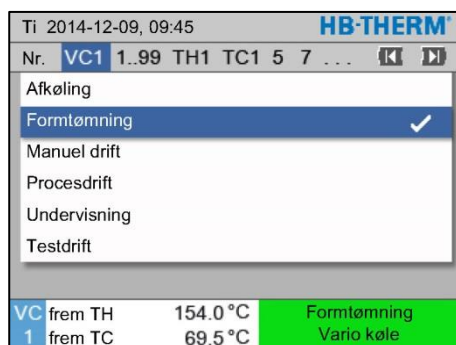 Ti 2014-12-09, 09:45 HB-THERM®
Nr. VC1 1..99 TH1 TC1 5 7 ...
Afkøling
Formtømning
Manuel drift
Procesdrift
Undervisning
Testdrift
VC frem TH 154.0 °C Formtømning
1 frem TC 69.5 °C Vario køle